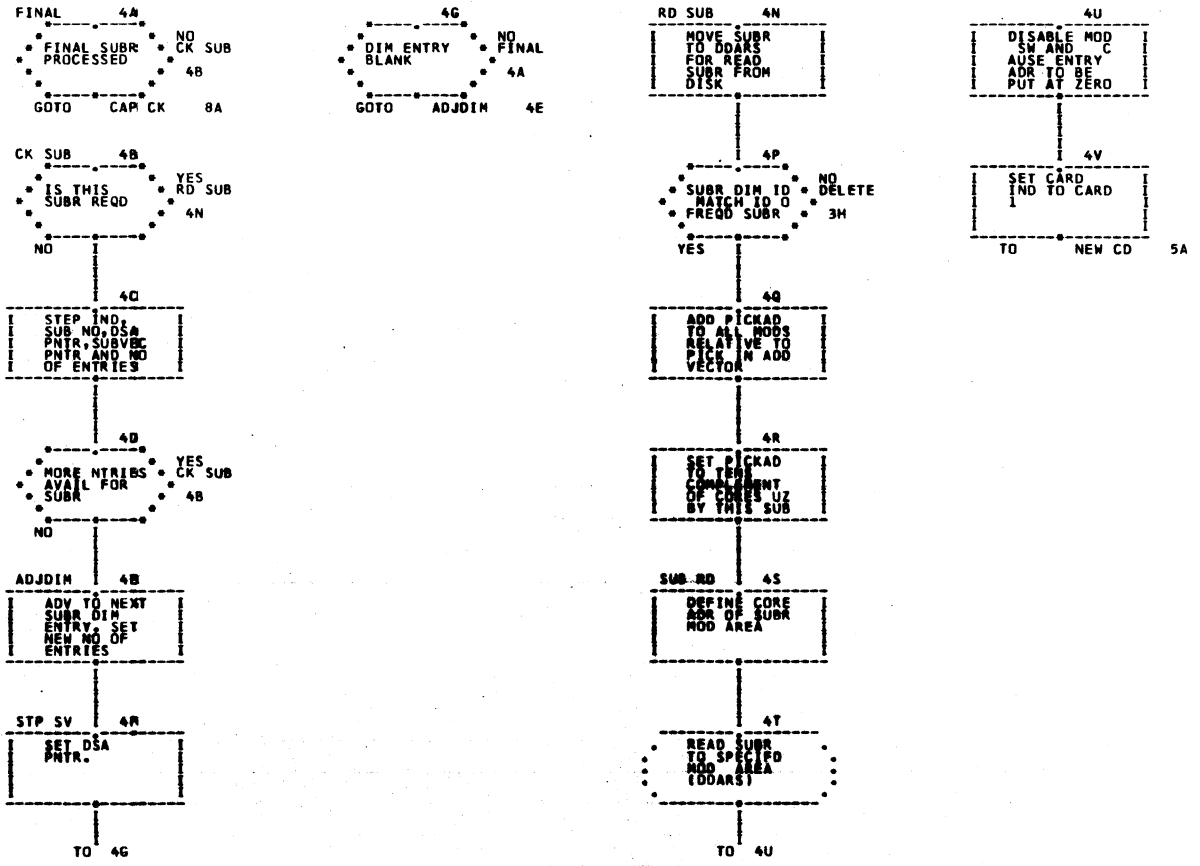 FINAL 4A
FINAL SUBR
PROCESSED
NO
CK SUB
4B
GOTO CAP CK 8A
CK SUB 4B
IS THIS
SUBR REQD
YES
RD SUB
4N
NO
4C
STEP IND,
SUB NO,DSA
PNTR,SUBVEC
PNTR AND NO
OF ENTRIES
4D
MORE NTRIES
AVAIL FOR
SUBR
YES
CK SUB
4B
NO
ADJDIM 4E
ADV TO NEXT
SUBR DIM
ENTRY, SET
NEW NO OF
ENTRIES
STP SV 4F
SET DSA
PNTR.
TO 4G
4G
DIM ENTRY
BLANK
NO
FINAL
4A
GOTO ADJDIM 4E
RD SUB 4N
MOVE SUBR
TO DDARS
FOR READ
SUBR FROM
DISK
4P
SUBR DIM ID
MATCH ID O
FREQD SUBR
NO
DELETE
3H
YES
4Q
ADD PICKAD
TO ALL MODS
RELATIVE TO
PICK IN ADD
VECTOR
4R
SET PICKAD
TO TENS
COMPLEMENT
OF CORES UZ
BY THIS SUB
SUB RD 4S
DEFINE CORE
ADR OF SUBR
MOD AREA
4T
READ SUBR
TO SPECIFD
MOD AREA
(DDARS)
TO 4U
4U
DISABLE MOD
SW AND C
AUSE ENTRY
ADR TO BE
PUT AT ZERO
4V
SET CARD
IND TO CARD
1
TO NEW CD 5A